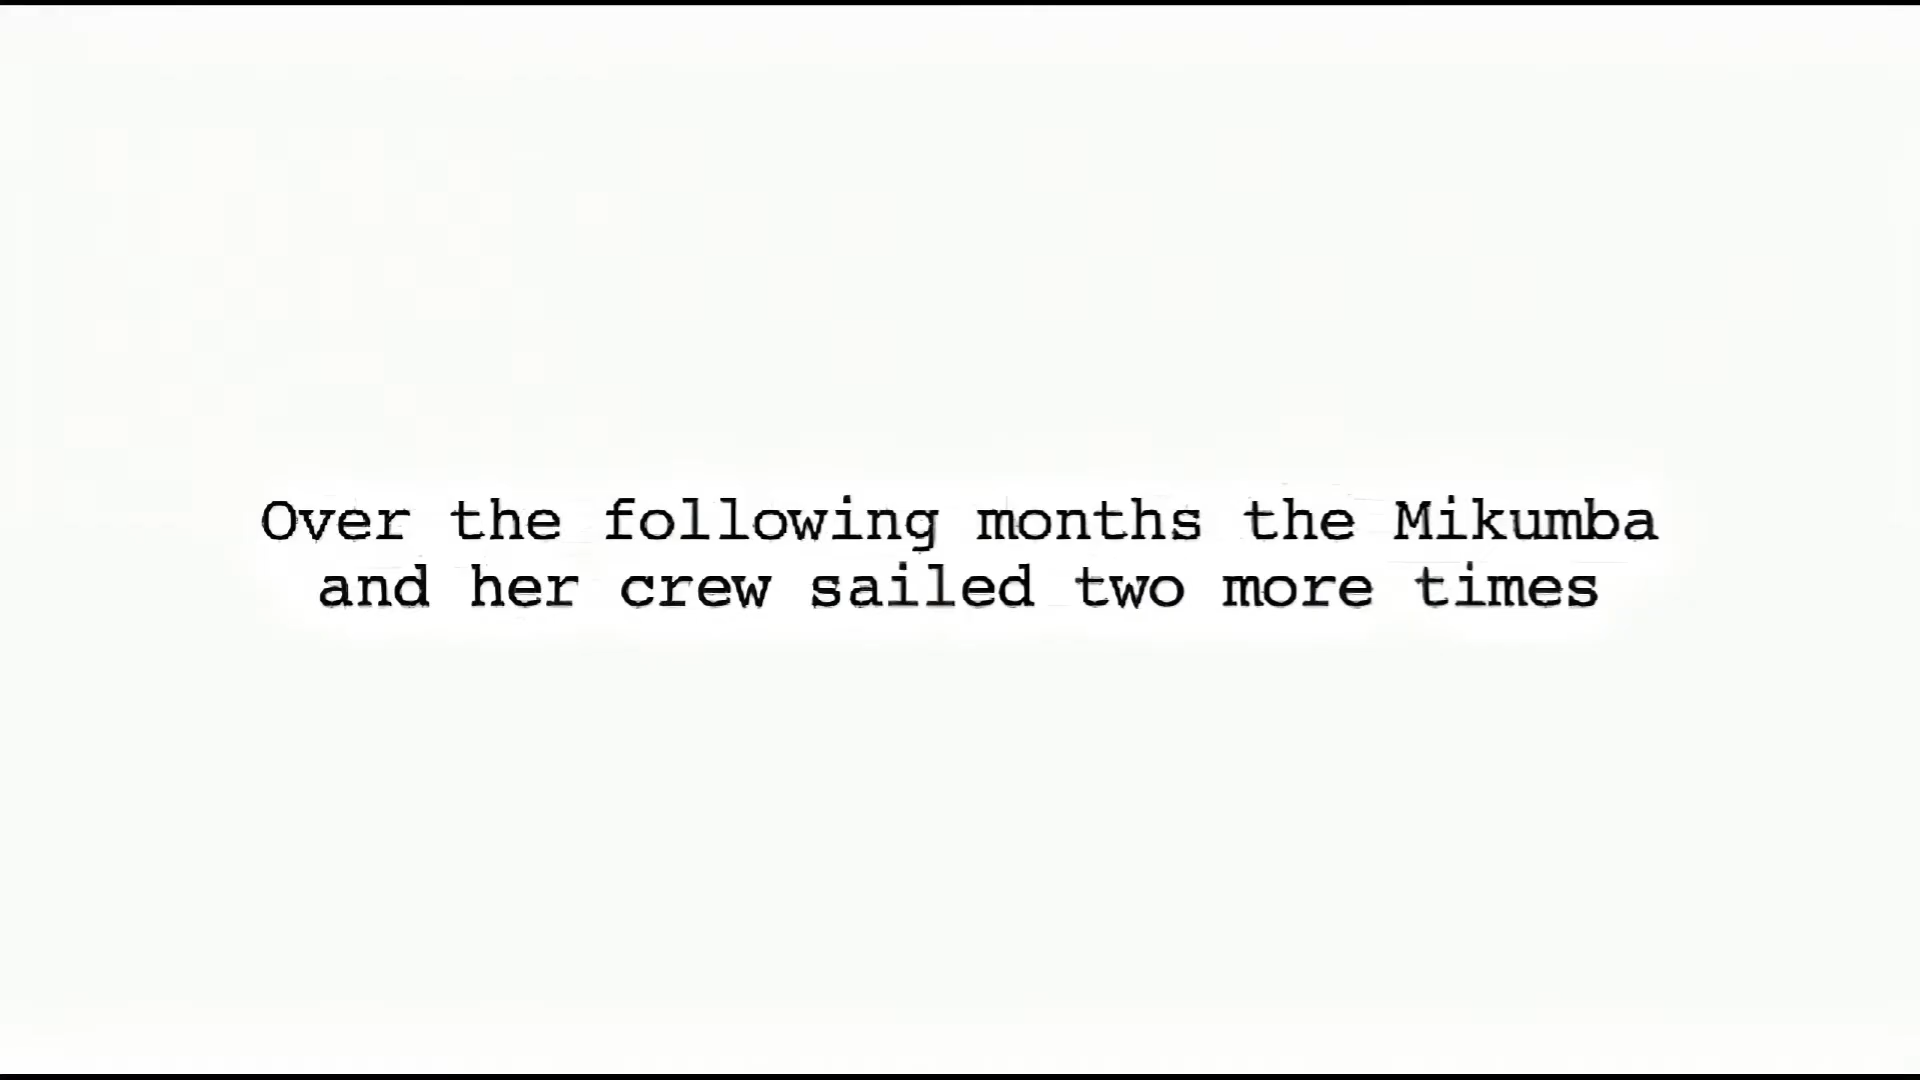 Over the following months the Mikumba
and her crew sailed two more times